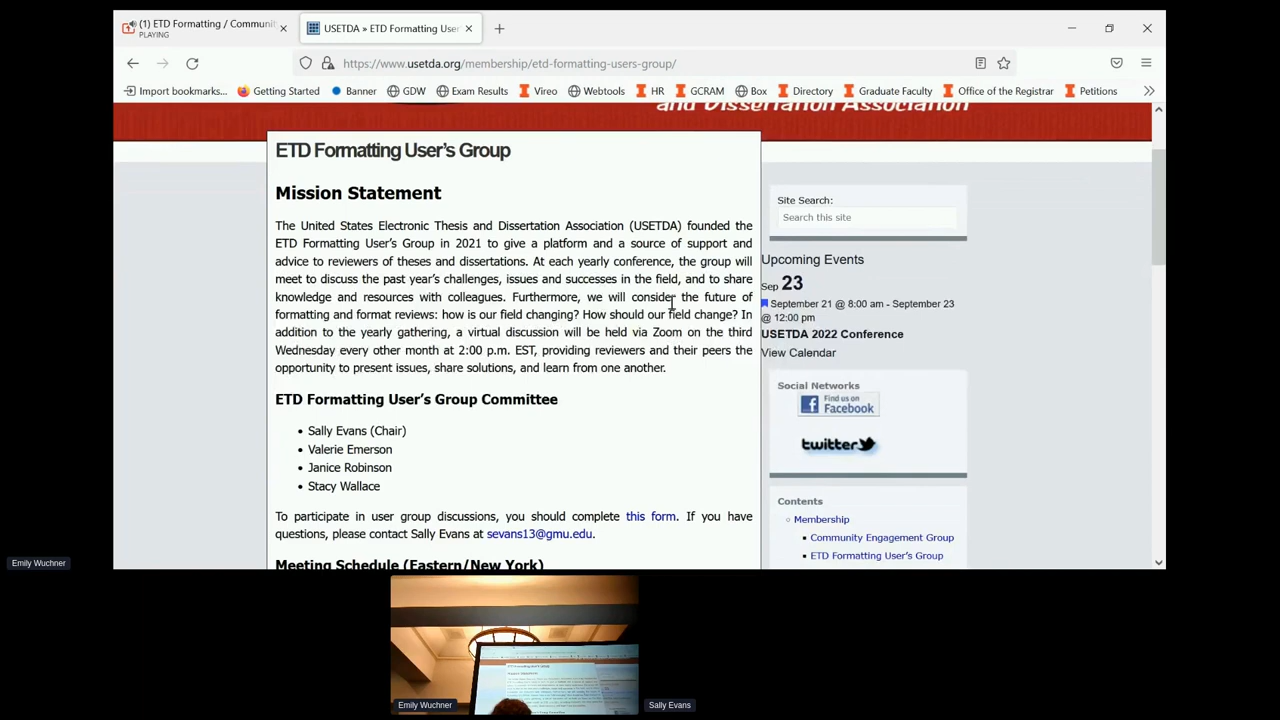 (1) ETD Formatting / Communi
PLAYING
USETDA » ETD Formatting User'
https://www.usetda.org/membership/etd-formatting-users-group/
Import bookmarks... Getting Started Banner GDW Exam Results Vireo Webtools HR GCRAM Box Directory Graduate Faculty Office of the Registrar Petitions
and Dissertation Association
ETD Formatting User's Group
Mission Statement
The United States Electronic Thesis and Dissertation Association (USETDA) founded the
ETD Formatting User's Group in 2021 to give a platform and a source of support and
advice to reviewers of theses and dissertations. At each yearly conference, the group will
meet to discuss the past year's challenges, issues and successes in the field, and to share
knowledge and resources with colleagues. Furthermore, we will consider the future of
formatting and format reviews: how is our field changing? How should our field change? In
addition to the yearly gathering, a virtual discussion will be held via Zoom on the third
Wednesday every other month at 2:00 p.m. EST, providing reviewers and their peers the
opportunity to present issues, share solutions, and learn from one another.
ETD Formatting User's Group Committee
• Sally Evans (Chair)
• Valerie Emerson
• Janice Robinson
• Stacy Wallace
To participate in user group discussions, you should complete this form. If you have
questions, please contact Sally Evans at sevans13@gmu.edu.
Meeting Schedule (Eastern/New York)
Site Search:
Search this site
Upcoming Events
Sep 23
September 21 @ 8:00 am - September 23
@ 12:00 pm
USETDA 2022 Conference
View Calendar
Social Networks
Find us on
Facebook
twitter
Contents
Membership
Community Engagement Group
ETD Formatting User's Group
Emily Wuchner
Emily Wuchner
Sally Evans